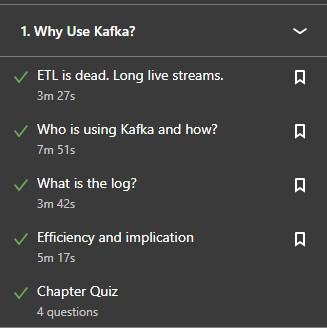 1. Why Use Kafka?
ETL is dead. Long live streams.
3m 27s
Who is using Kafka and how?
7m 51s
What is the log?
3m 42s
Efficiency and implication
5m 17s
Chapter Quiz
4 questions